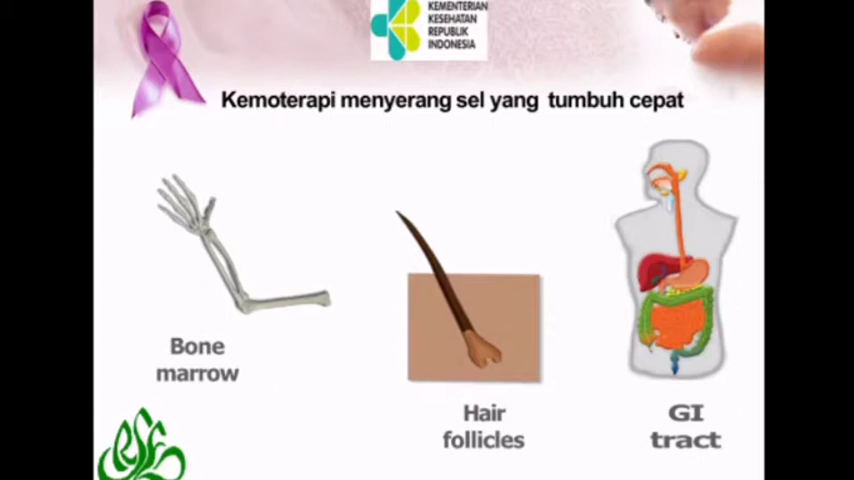 KEMENTERIAN
KESEHATAN
REPUBLIK
INDONESIA
Kemoterapi menyerang sel yang tumbuh cepat
Bone
marrow
Hair
follicles
GI
tract